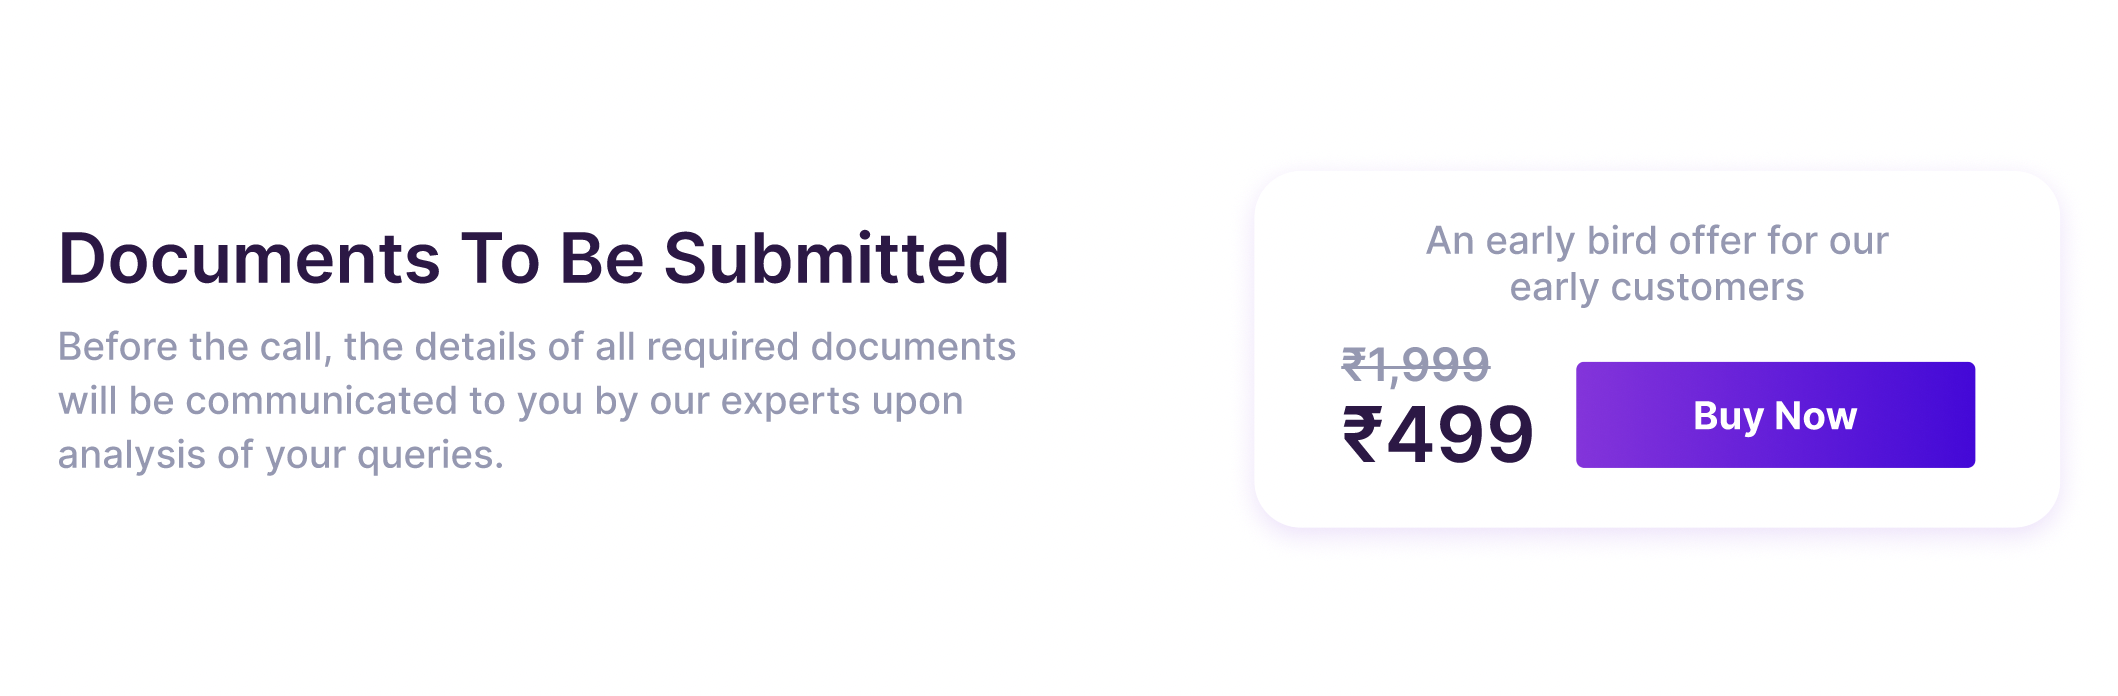 Documents To Be Submitted
Before the call, the details of all required documents
will be communicated to you by our experts upon
analysis of your queries.
An early bird offer for our
early customers
₹1,999
₹499
Buy Now